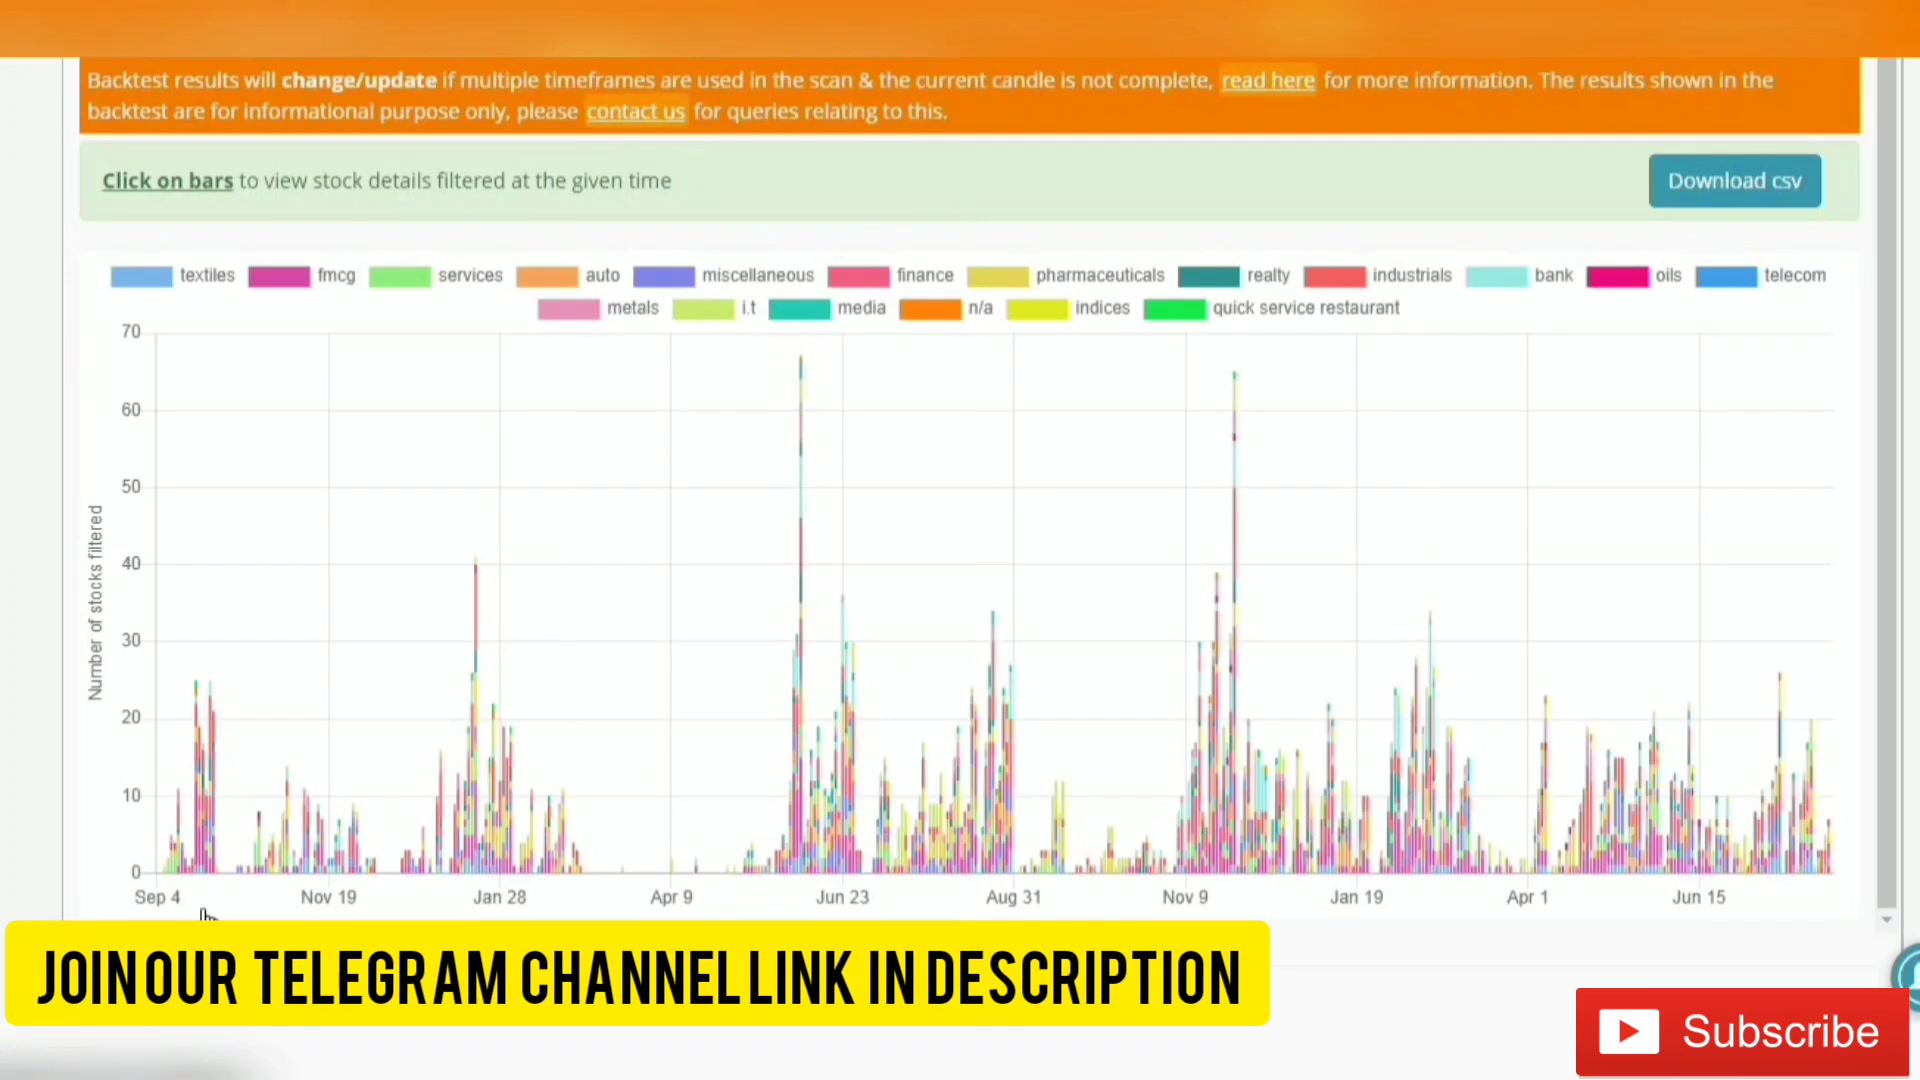 Backtest results will change/update if multiple timeframes are used in the scan & the current candle is not complete, read here for more information. The results shown in the
backtest are for informational purpose only, please contact us for queries relating to this.
Click on bars to view stock details filtered at the given time
Download csv
textiles fmcg services auto miscellaneous finance pharmaceuticals realty industrials bank oils telecom
metals i.t media n/a indices quick service restaurant
Number of stocks filtered
70
60
50
40
30
20
10
0
Sep 4 Nov 19 Jan 28 Apr 9 Jun 23 Aug 31 Nov 9 Jan 19 Apr 1 Jun 15
JOIN OUR TELEGRAM CHANNEL LINK IN DESCRIPTION
Subscribe